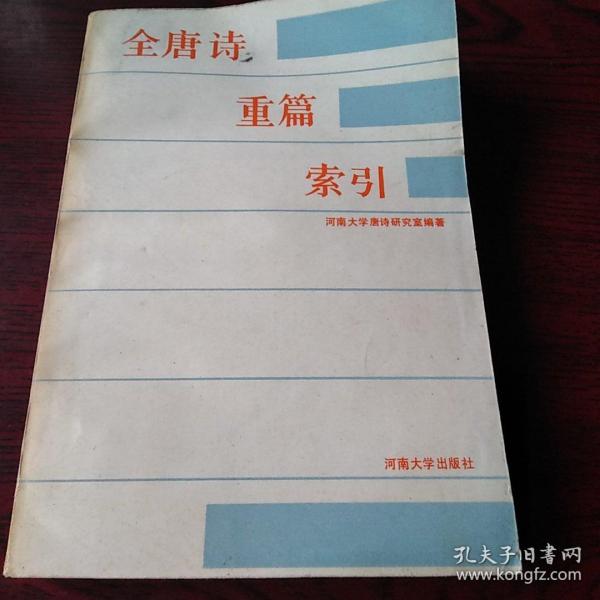 全唐诗
重篇
索引
河南大学唐诗研究室编著
河南大学出版社
孔夫子旧书网
www.kongfz.com